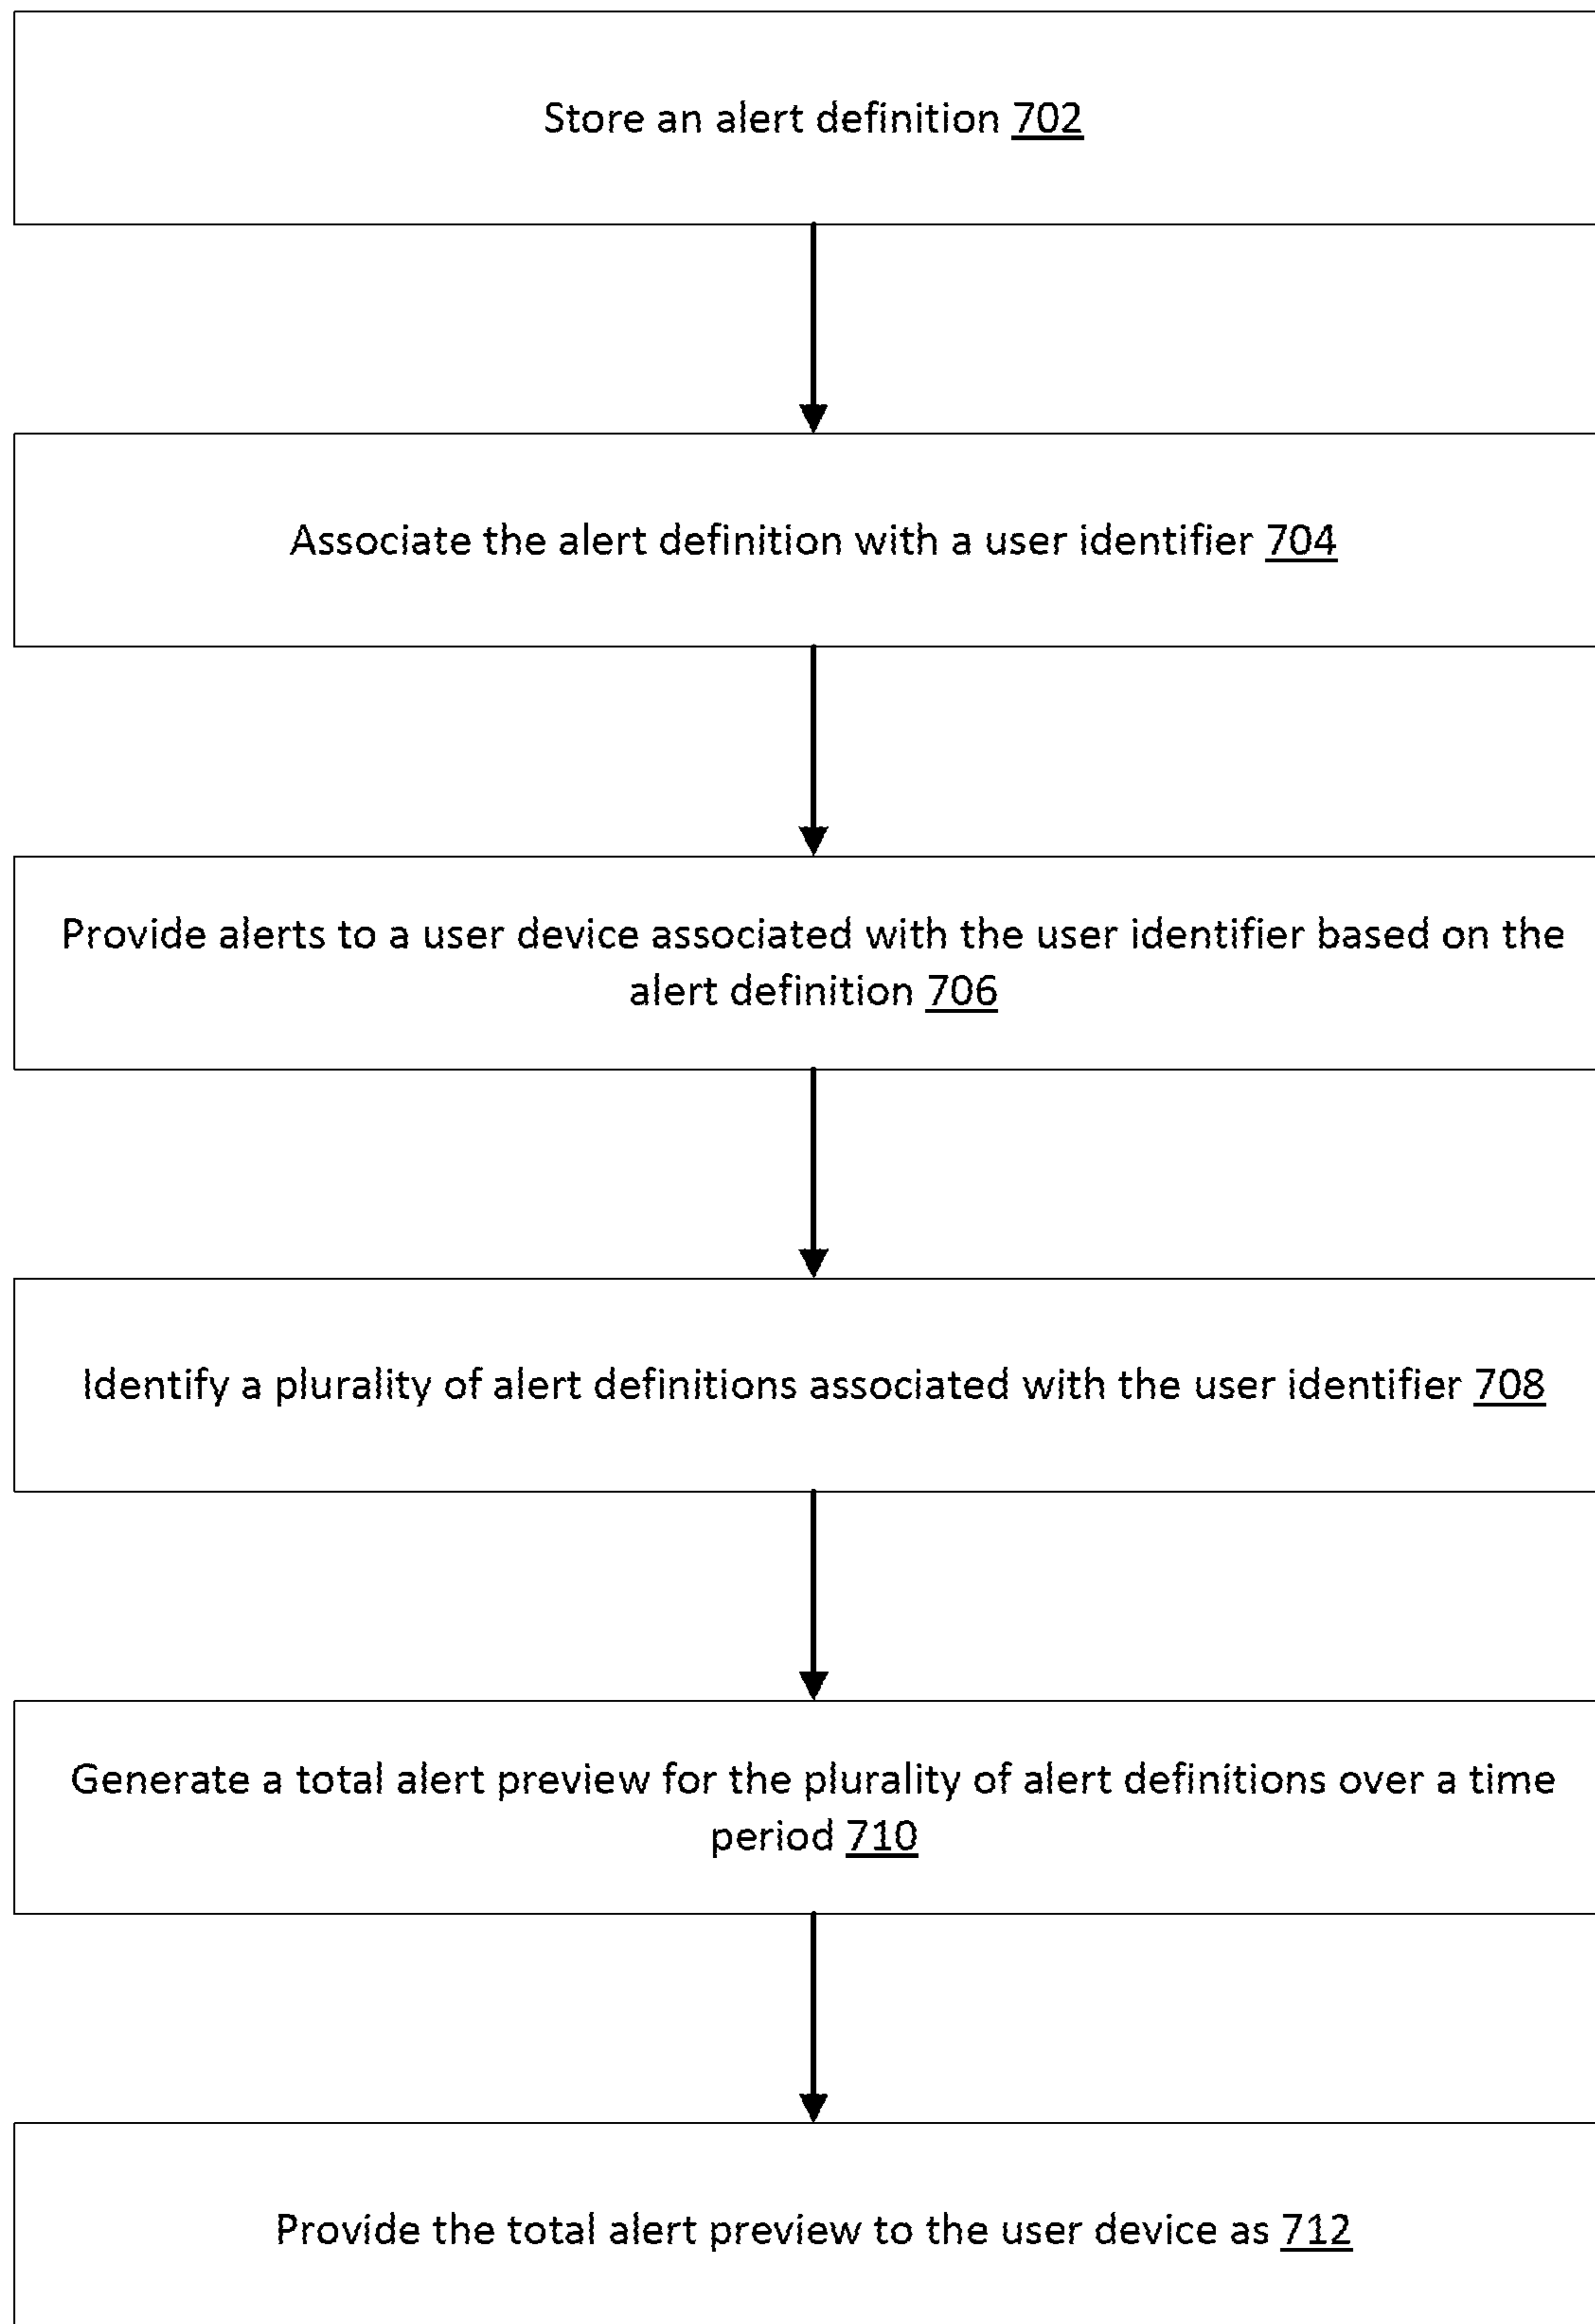 Store an alert definition 702
Associate the alert definition with a user identifier 704
Provide alerts to a user device associated with the user identifier based on the
alert definition 706
Identify a plurality of alert definitions associated with the user identifier 708
Generate a total alert preview for the plurality of alert definitions over a time
period 710
Provide the total alert preview to the user device as 712